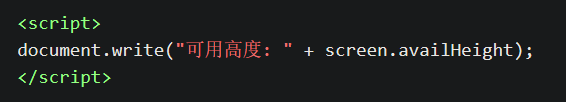 <script>
document.write("可用高度: " + screen.availHeight);
</script>